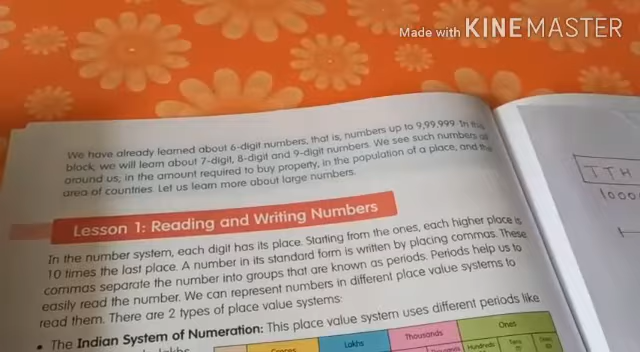 Made with KINEMASTER
We have already learned about 6-digit numbers, that is, numbers up to 9,99,999. In this
block, we will learn about 7-digit, 8-digit and 9-digit numbers. We see such numbers all
around us; in the amount required to buy property, in the population of a place, and the
area of countries. Let us learn more about large numbers.
Lesson 1: Reading and Writing Numbers
In the number system, each digit has its place. Starting from the ones, each higher place is
10 times the last place. A number in its standard form is written by placing commas. These
commas separate the number into groups that are known as periods. Periods help us to
easily read the number. We can represent numbers in different place value systems to
read them. There are 2 types of place value systems:
• The Indian System of Numeration: This place value system uses different periods like
Lakhs Thousands Ones
Hundreds Tens Ones
TTH